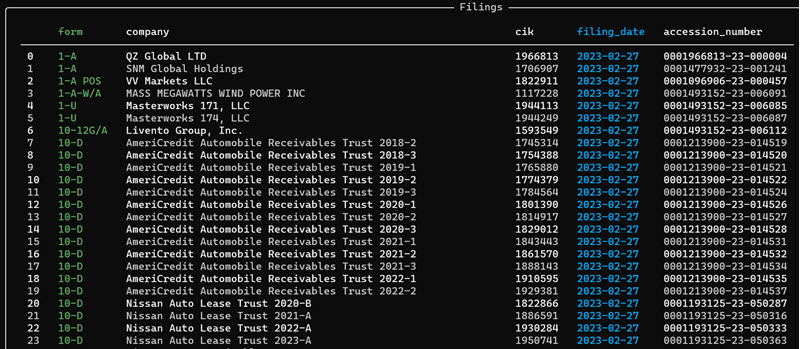 Filings
form company cik filing_date accession_number
0 1-A QZ Global LTD 1966813 2023-02-27 0001966813-23-000004
1 1-A SNM Global Holdings 1706907 2023-02-27 0001477932-23-001241
2 1-A POS VV Markets LLC 1822911 2023-02-27 0001096906-23-000457
3 1-A-W/A MASS MEGAWATTS WIND POWER INC 1117228 2023-02-27 0001493152-23-006091
4 1-U Masterworks 171, LLC 1944113 2023-02-27 0001493152-23-006085
5 1-U Masterworks 174, LLC 1944249 2023-02-27 0001493152-23-006087
6 10-12G/A Livento Group, Inc. 1593549 2023-02-27 0001493152-23-006112
7 10-D AmeriCredit Automobile Receivables Trust 2018-2 1745314 2023-02-27 0001213900-23-014519
8 10-D AmeriCredit Automobile Receivables Trust 2018-3 1754388 2023-02-27 0001213900-23-014520
9 10-D AmeriCredit Automobile Receivables Trust 2019-1 1765880 2023-02-27 0001213900-23-014521
10 10-D AmeriCredit Automobile Receivables Trust 2019-2 1774379 2023-02-27 0001213900-23-014522
11 10-D AmeriCredit Automobile Receivables Trust 2019-3 1784564 2023-02-27 0001213900-23-014524
12 10-D AmeriCredit Automobile Receivables Trust 2020-1 1801390 2023-02-27 0001213900-23-014526
13 10-D AmeriCredit Automobile Receivables Trust 2020-2 1814917 2023-02-27 0001213900-23-014527
14 10-D AmeriCredit Automobile Receivables Trust 2020-3 1829012 2023-02-27 0001213900-23-014528
15 10-D AmeriCredit Automobile Receivables Trust 2021-1 1843443 2023-02-27 0001213900-23-014531
16 10-D AmeriCredit Automobile Receivables Trust 2021-2 1861570 2023-02-27 0001213900-23-014532
17 10-D AmeriCredit Automobile Receivables Trust 2021-3 1881143 2023-02-27 0001213900-23-014534
18 10-D AmeriCredit Automobile Receivables Trust 2022-1 1910595 2023-02-27 0001213900-23-014535
19 10-D AmeriCredit Automobile Receivables Trust 2022-2 1929381 2023-02-27 0001213900-23-014537
20 10-D Nissan Auto Lease Trust 2020-B 1822866 2023-02-27 0001193125-23-050287
21 10-D Nissan Auto Lease Trust 2021-A 1886591 2023-02-27 0001193125-23-050316
22 10-D Nissan Auto Lease Trust 2022-A 1930284 2023-02-27 0001193125-23-050333
23 10-D Nissan Auto Lease Trust 2023-A 1950741 2023-02-27 0001193125-23-050363